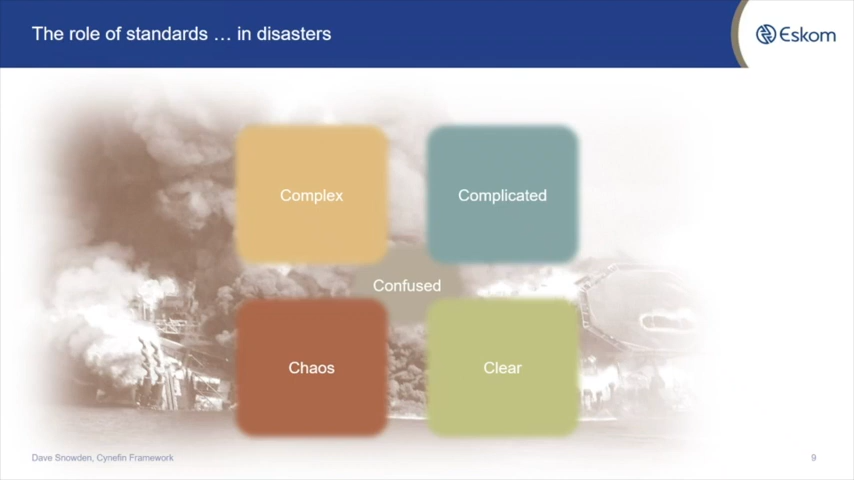 The role of standards … in disasters
Eskom
Complex
Complicated
Confused
Chaos
Clear
Dave Snowden, Cynefin Framework
9